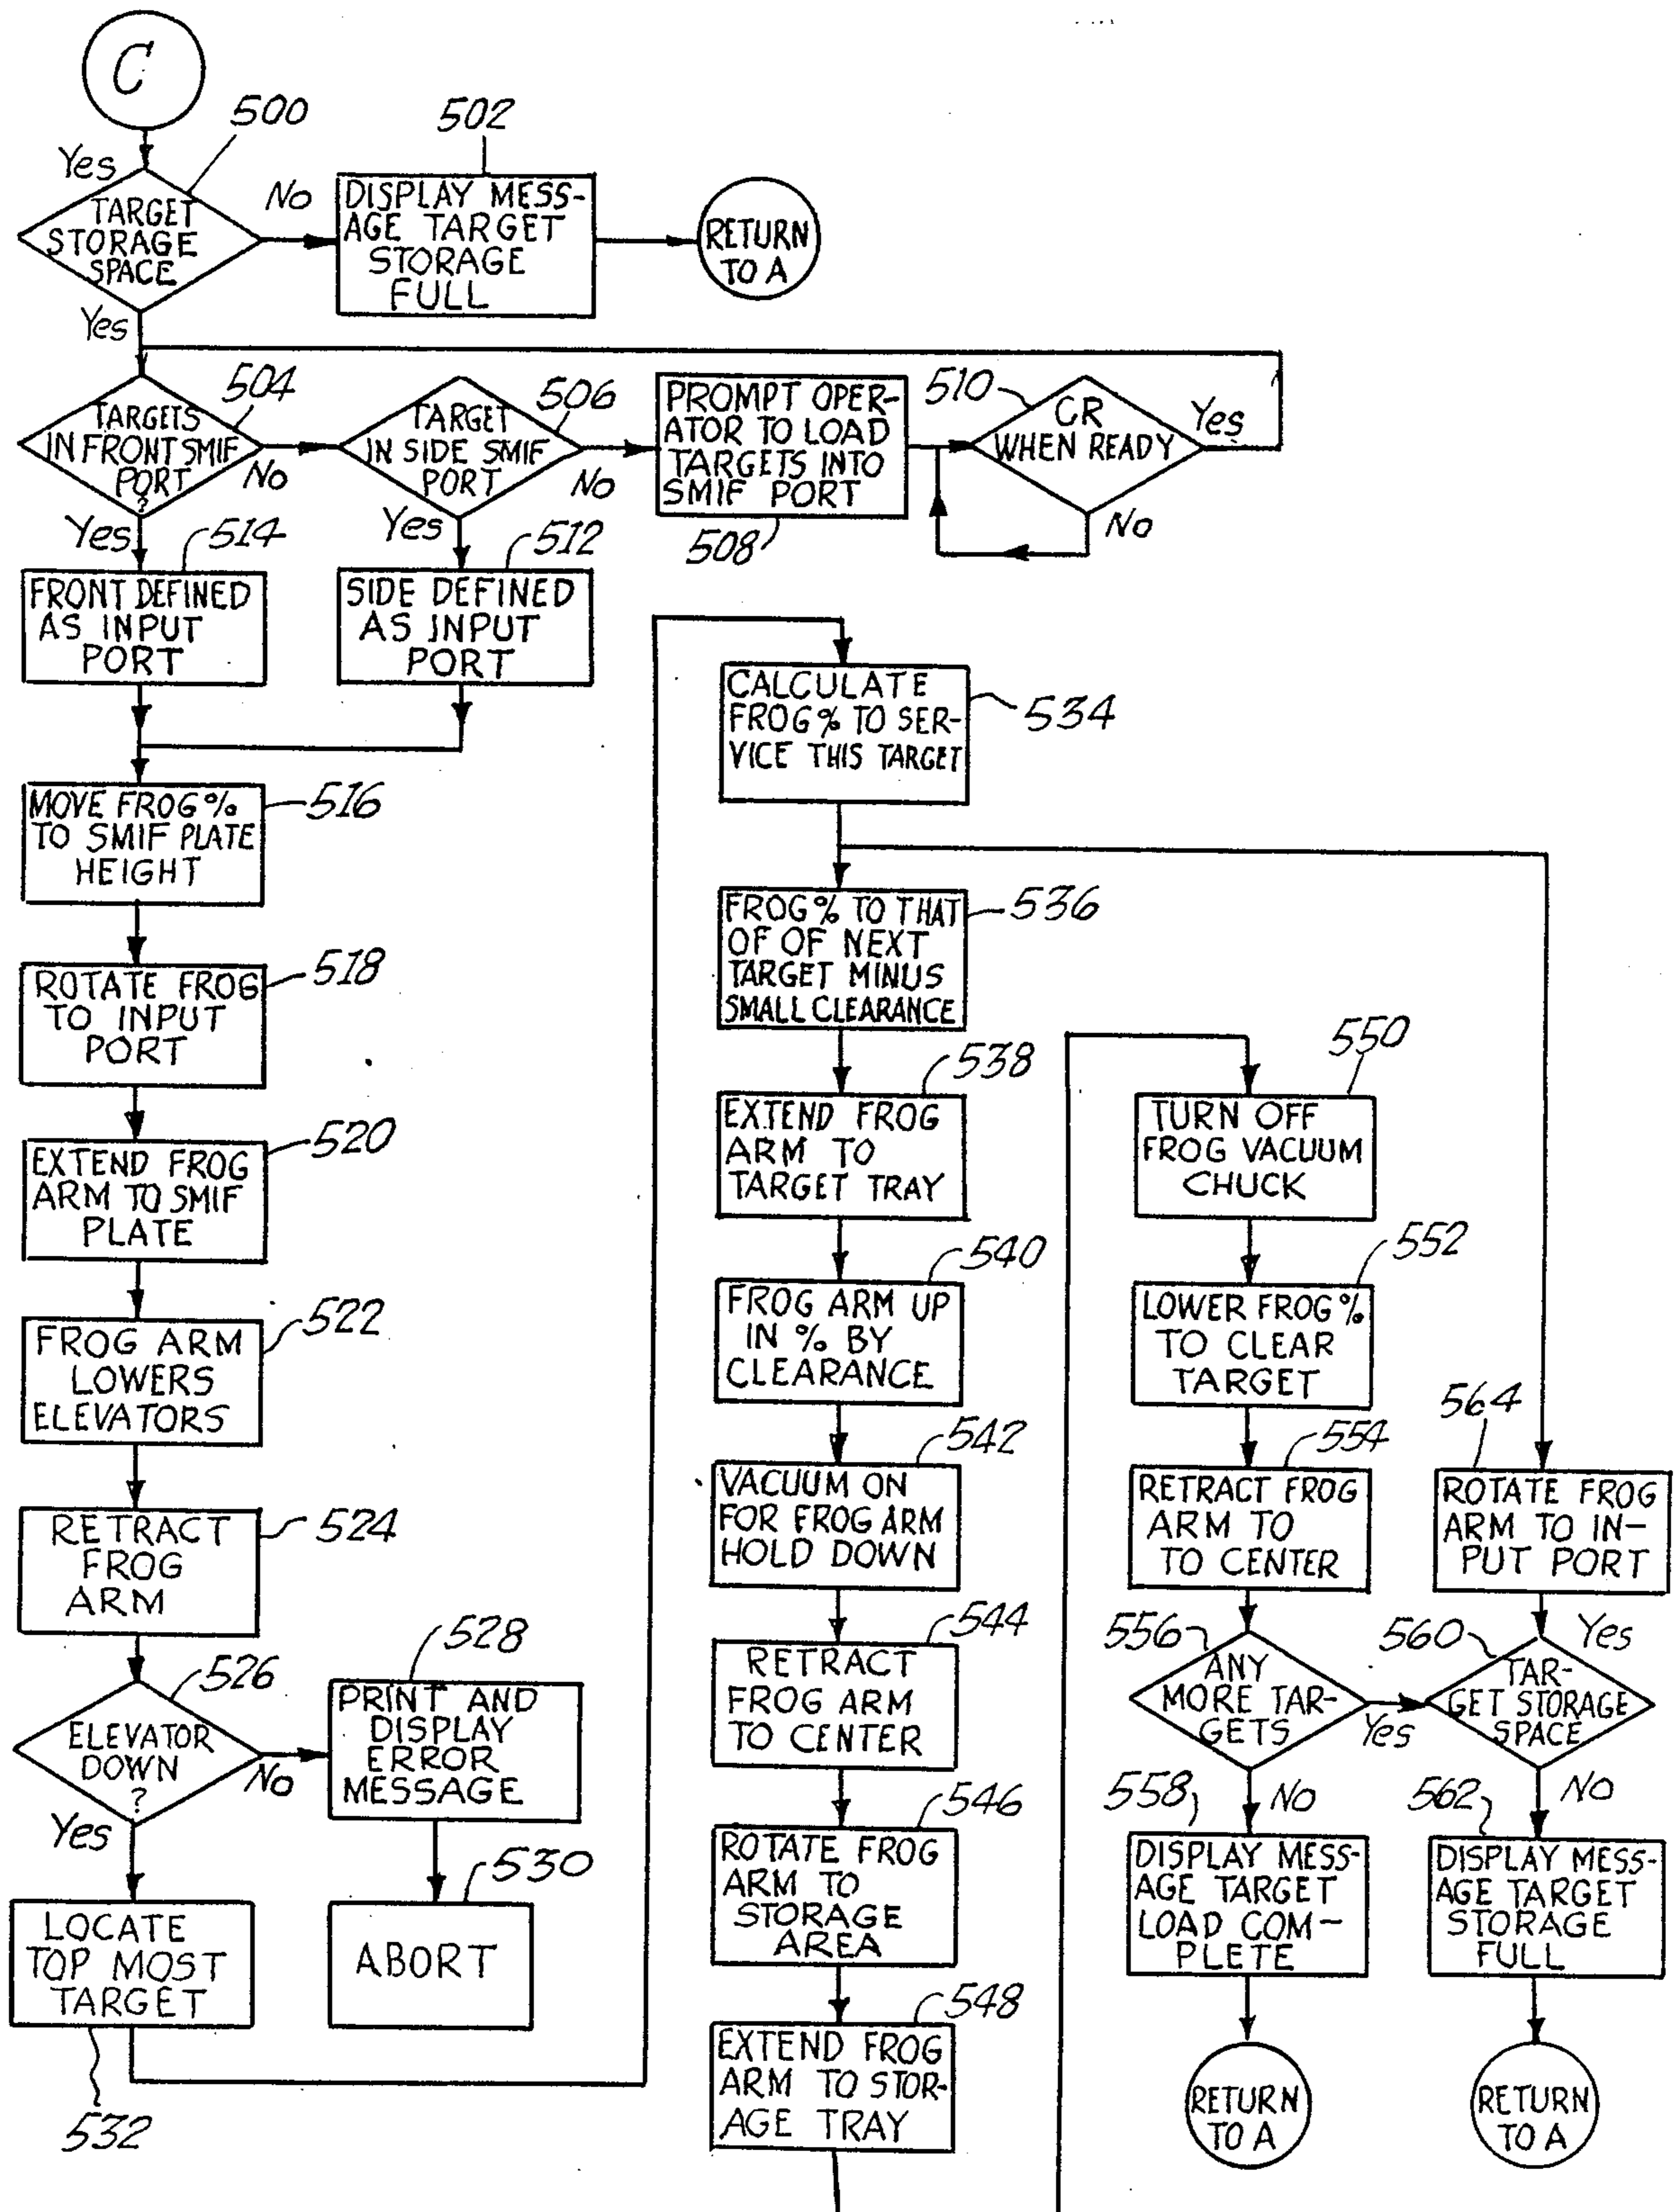 C
500
502
Yes
No
TARGET
STORAGE
SPACE
DISPLAY MESS-
AGE TARGET
STORAGE
FULL
RETURN
TO A
Yes
504
506
510
TARGETS
IN FRONT SMIF
PORT
?
No
TARGET
IN SIDE SMIF
PORT
No
PROMPT OPER-
ATOR TO LOAD
TARGETS INTO
SMIF PORT
508
CR
WHEN READY
Yes
No
Yes
514
Yes
512
FRONT DEFINED
AS INPUT
PORT
SIDE DEFINED
AS INPUT
PORT
MOVE FROG %
TO SMIF PLATE
HEIGHT
516
ROTATE FROG
TO INPUT
PORT
518
EXTEND FROG
ARM TO SMIF
PLATE
520
FROG ARM
LOWERS
ELEVATORS
522
RETRACT
FROG
ARM
524
526
528
ELEVATOR
DOWN
?
No
PRINT AND
DISPLAY
ERROR
MESSAGE
Yes
530
LOCATE
TOP MOST
TARGET
ABORT
532
CALCULATE
FROG % TO SER-
VICE THIS TARGET
534
FROG % TO THAT
OF OF NEXT
TARGET MINUS
SMALL CLEARANCE
536
538
EXTEND FROG
ARM TO
TARGET TRAY
540
FROG ARM UP
IN % BY
CLEARANCE
542
VACUUM ON
FOR FROG ARM
HOLD DOWN
544
RETRACT
FROG ARM
TO CENTER
546
ROTATE FROG
ARM TO
STORAGE
AREA
548
EXTEND FROG
ARM TO STOR-
AGE TRAY
550
TURN OFF
FROG VACUUM
CHUCK
552
LOWER FROG %
TO CLEAR
TARGET
554
RETRACT FROG
ARM TO
TO CENTER
564
ROTATE FROG
ARM TO IN-
PUT PORT
556
ANY
MORE TAR-
GETS
Yes
560
Yes
TAR-
GET STORAGE
SPACE
558
No
562
No
DISPLAY MESS-
AGE TARGET
LOAD COM-
PLETE
DISPLAY MESS-
AGE TARGET
STORAGE
FULL
RETURN
TO A
RETURN
TO A